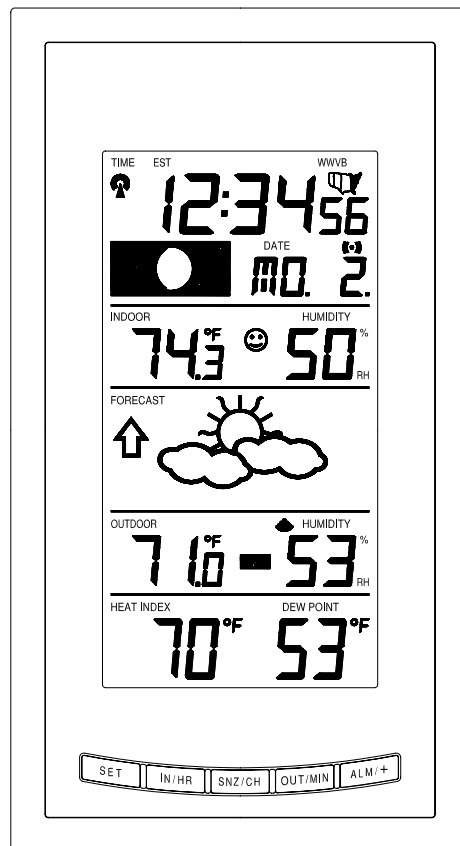 TIME EST WWVB
12:34 56
DATE
MO. 2.
INDOOR HUMIDITY
74.3 °F 50 %
RH
FORECAST
OUTDOOR HUMIDITY
71.0 °F 53 %
RH
HEAT INDEX DEW POINT
70 °F 53 °F
SET IN/HR SNZ/CH OUT/MIN ALM/+